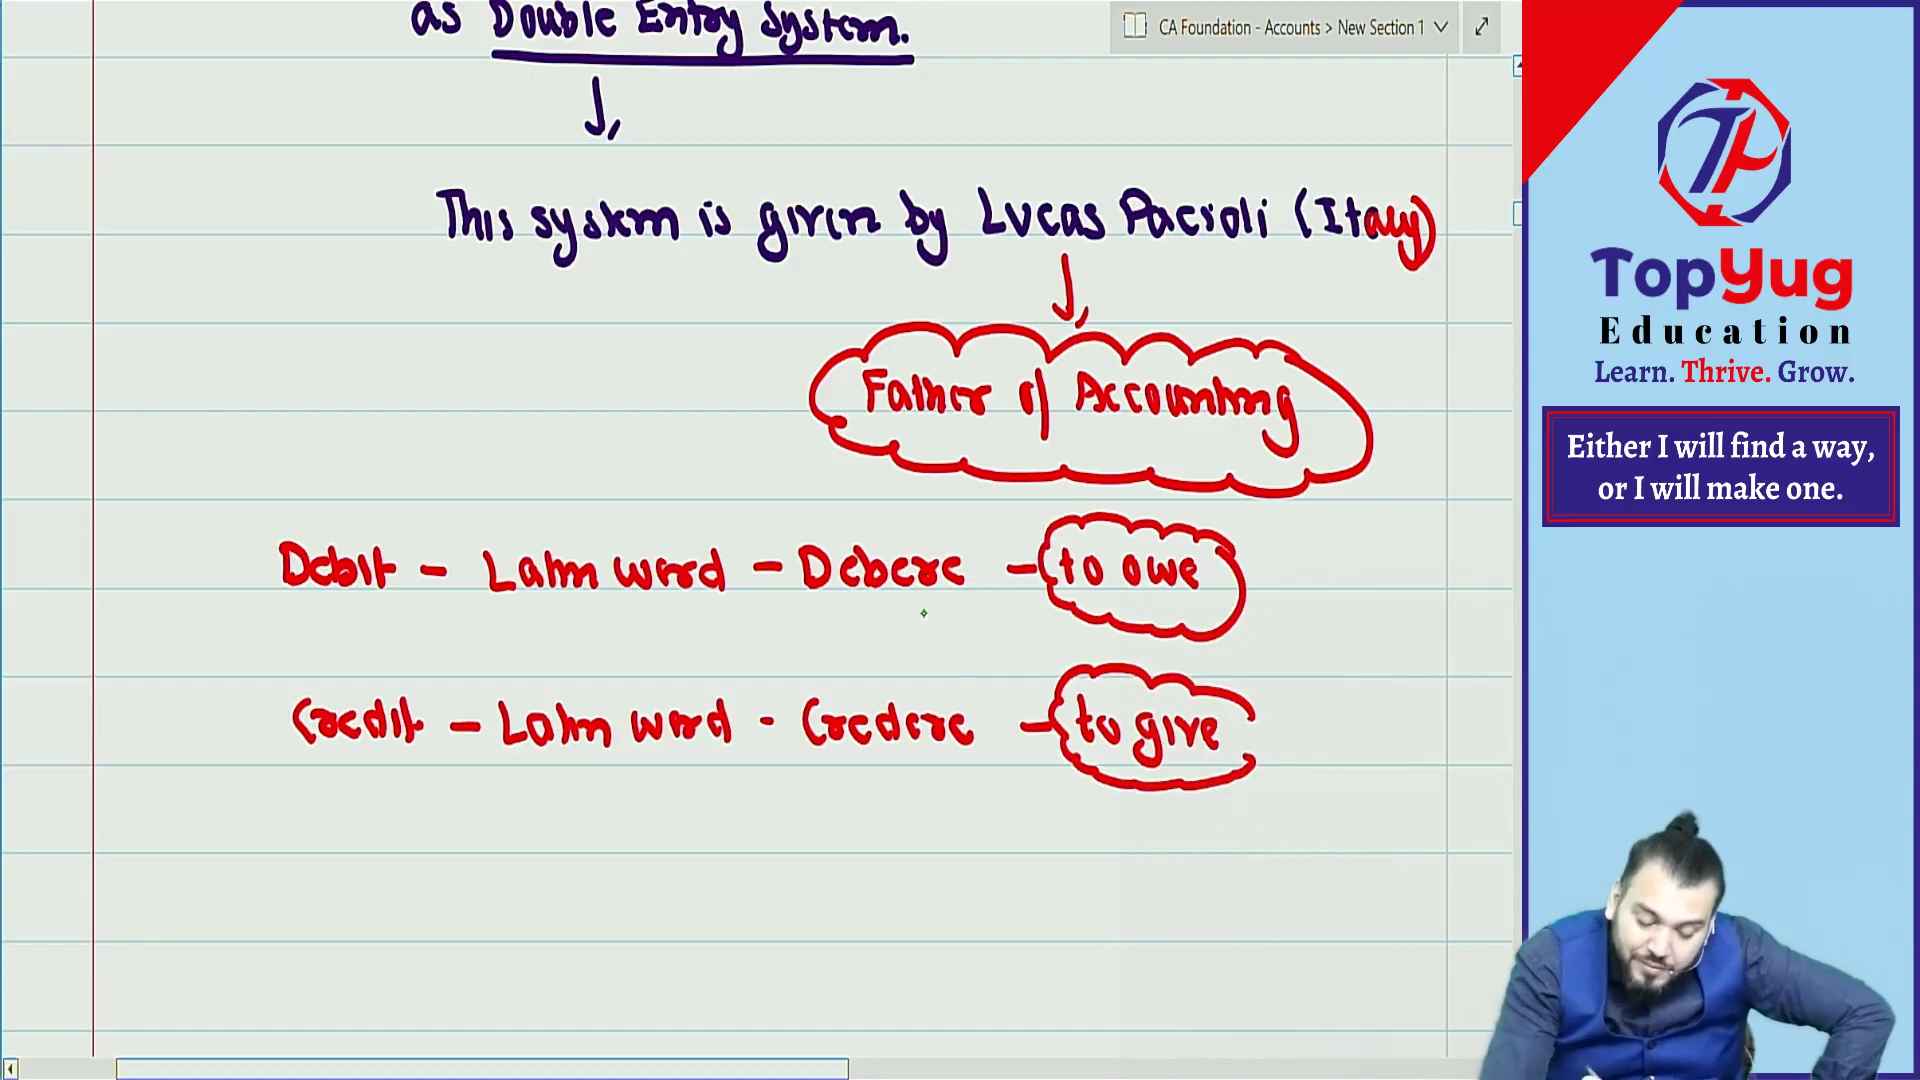 as Double Entry System.
CA Foundation - Accounts > New Section 1
This system is given by Lucas Pacioli (Italy)
Father of Accounting
Debit - Latin word - Debere - to owe
Credit - Latin word - Credere - to give
TopYug
Education
Learn. Thrive. Grow.
Either I will find a way,
or I will make one.